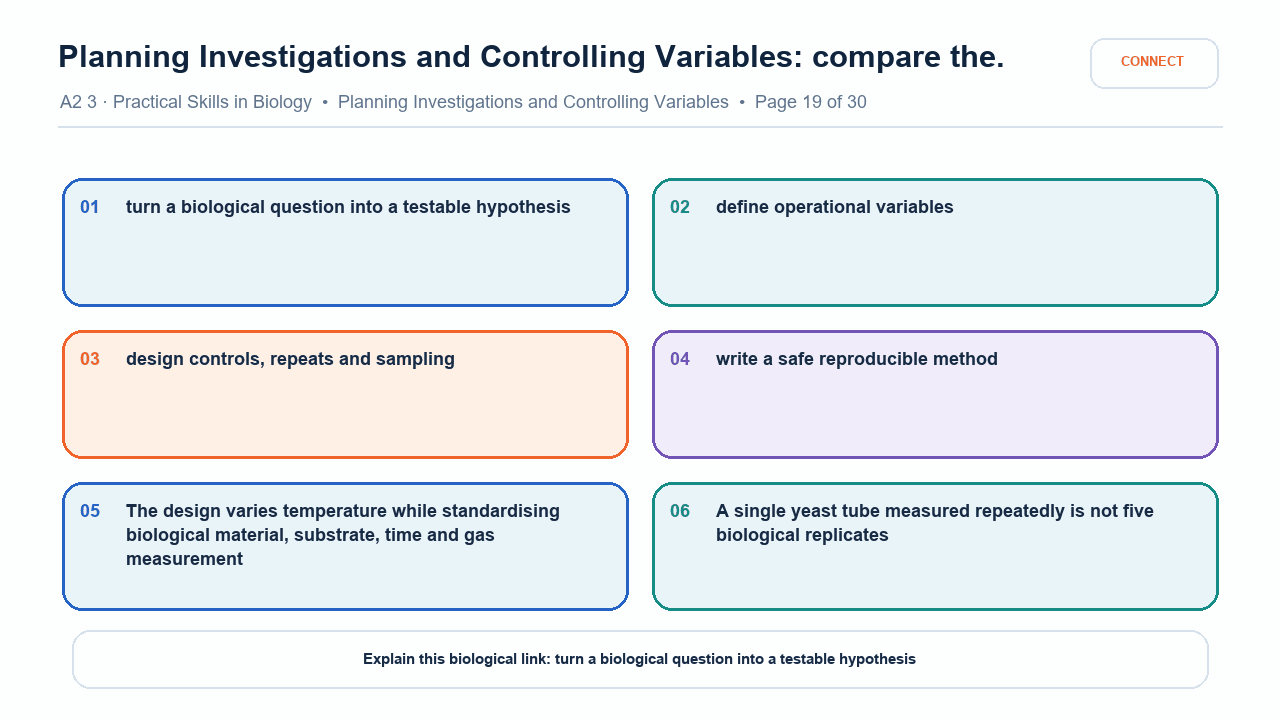 Planning Investigations and Controlling Variables: compare the.
CONNECT
A2 3 · Practical Skills in Biology • Planning Investigations and Controlling Variables • Page 19 of 30
01 turn a biological question into a testable hypothesis
02 define operational variables
03 design controls, repeats and sampling
04 write a safe reproducible method
05 The design varies temperature while standardising
biological material, substrate, time and gas
measurement
06 A single yeast tube measured repeatedly is not five
biological replicates
Explain this biological link: turn a biological question into a testable hypothesis